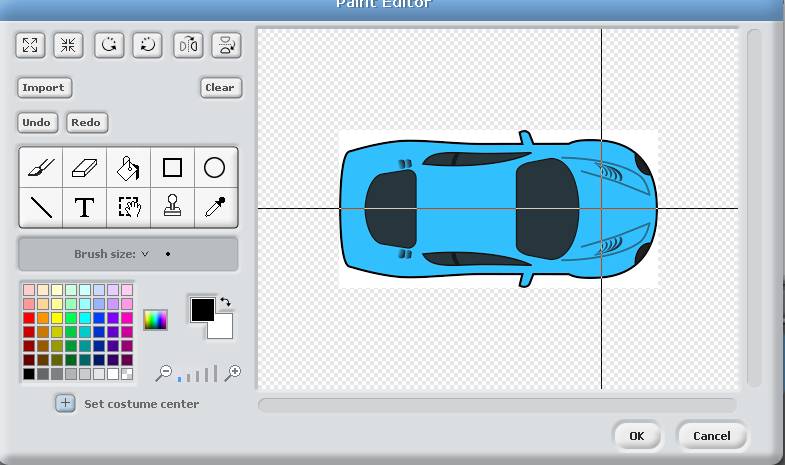 Paint Editor
Import
Clear
Undo
Redo
T
Brush size:
Set costume center
OK
Cancel